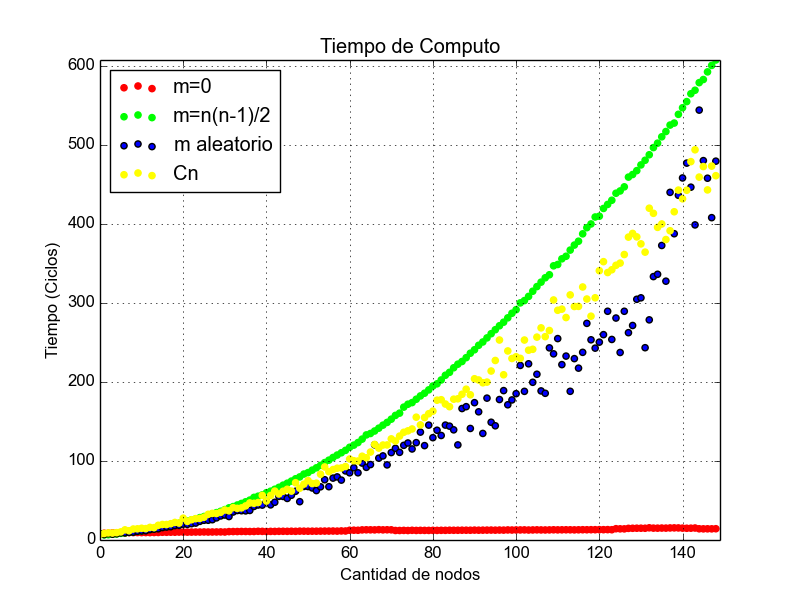 Tiempo de Computo
600
500
400
300
200
100
0
Tiempo (Ciclos)
m=0
m=n(n-1)/2
m aleatorio
Cn
0 20 40 60 80 100 120 140
Cantidad de nodos